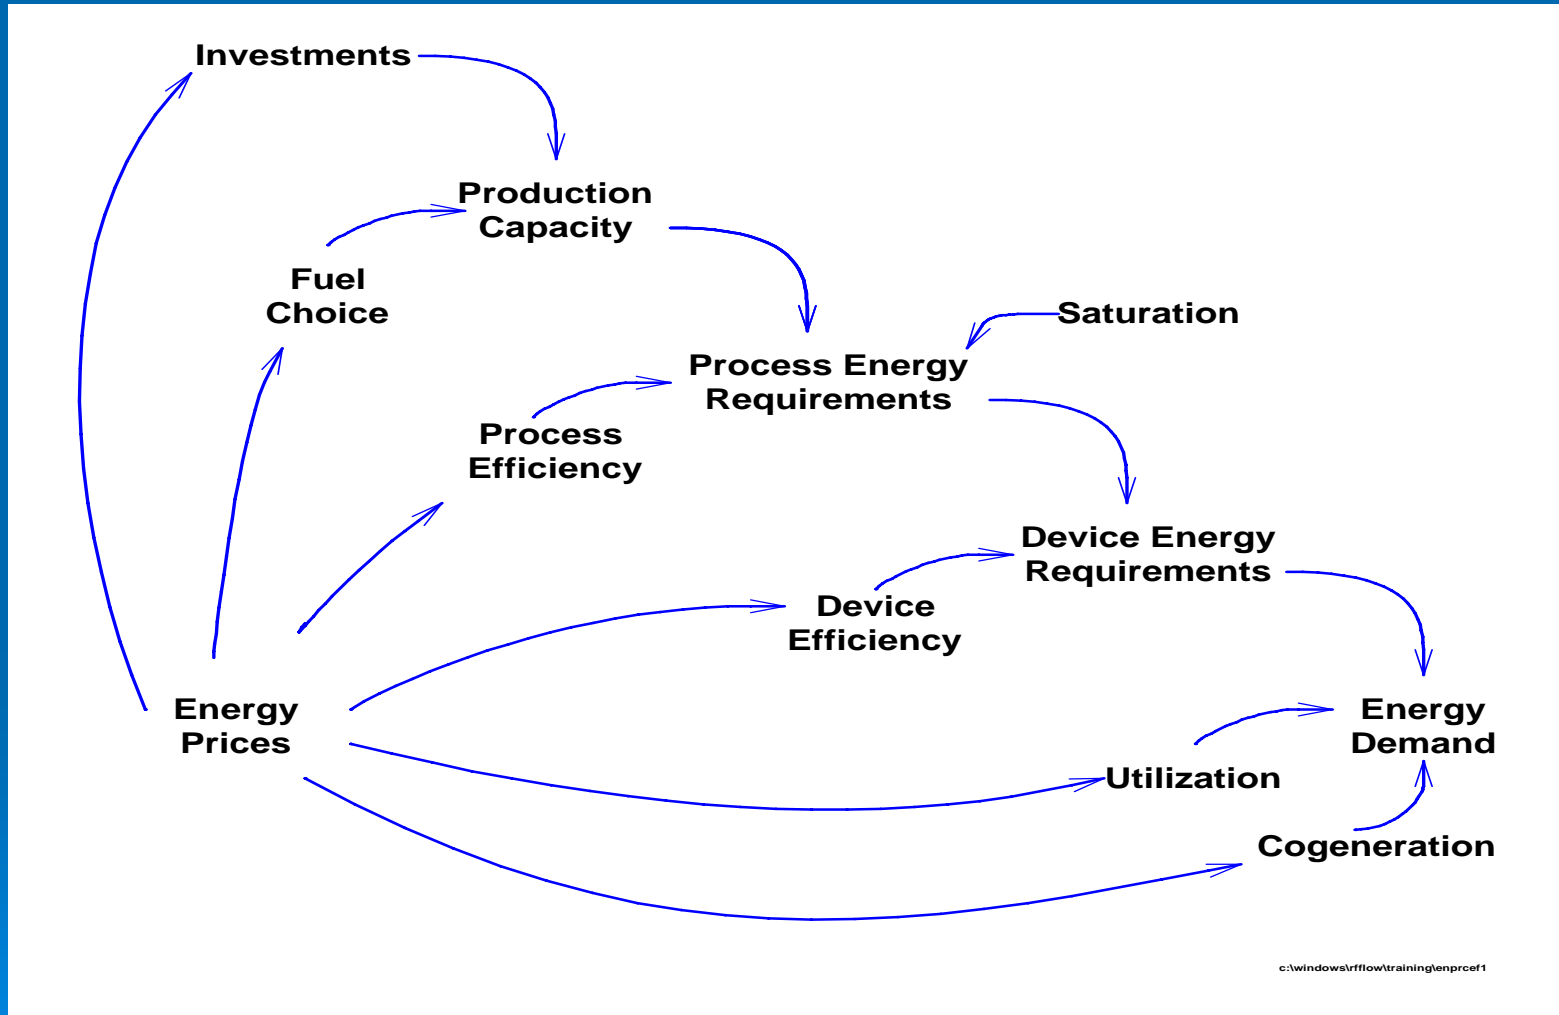 Investments
Production
Capacity
Fuel
Choice
Saturation
Process Energy
Requirements
Process
Efficiency
Device Energy
Requirements
Device
Efficiency
Energy
Prices
Energy
Demand
Utilization
Cogeneration
c:\windows\rfflow\training\enprcef1